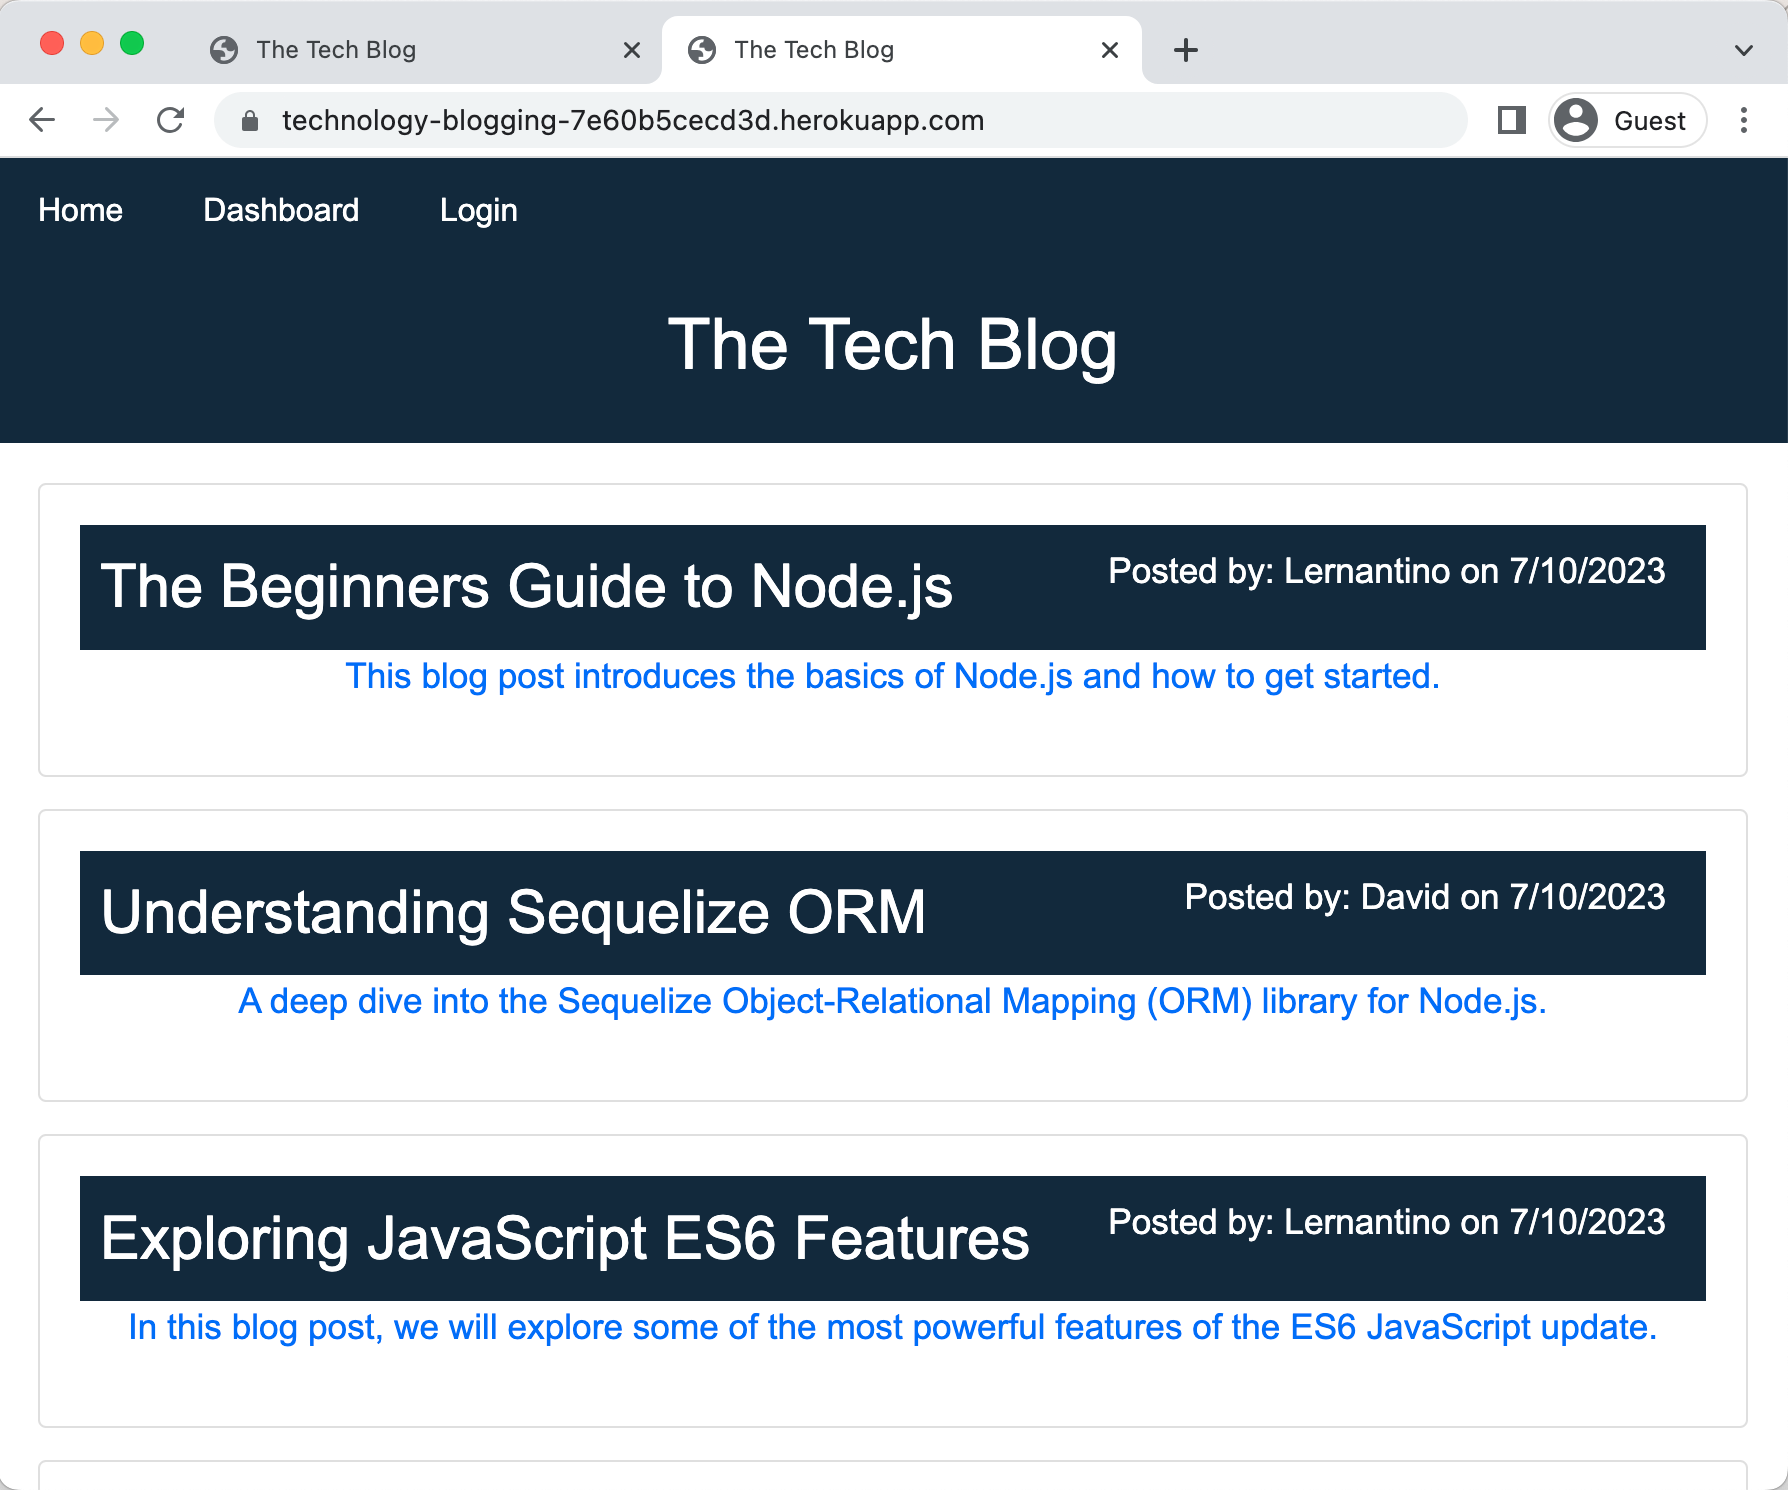 The Tech Blog
The Tech Blog
technology-blogging-7e60b5cecd3d.herokuapp.com
Guest
Home Dashboard Login
The Tech Blog
The Beginners Guide to Node.js
Posted by: Lernantino on 7/10/2023
This blog post introduces the basics of Node.js and how to get started.
Understanding Sequelize ORM
Posted by: David on 7/10/2023
A deep dive into the Sequelize Object-Relational Mapping (ORM) library for Node.js.
Exploring JavaScript ES6 Features
Posted by: Lernantino on 7/10/2023
In this blog post, we will explore some of the most powerful features of the ES6 JavaScript update.